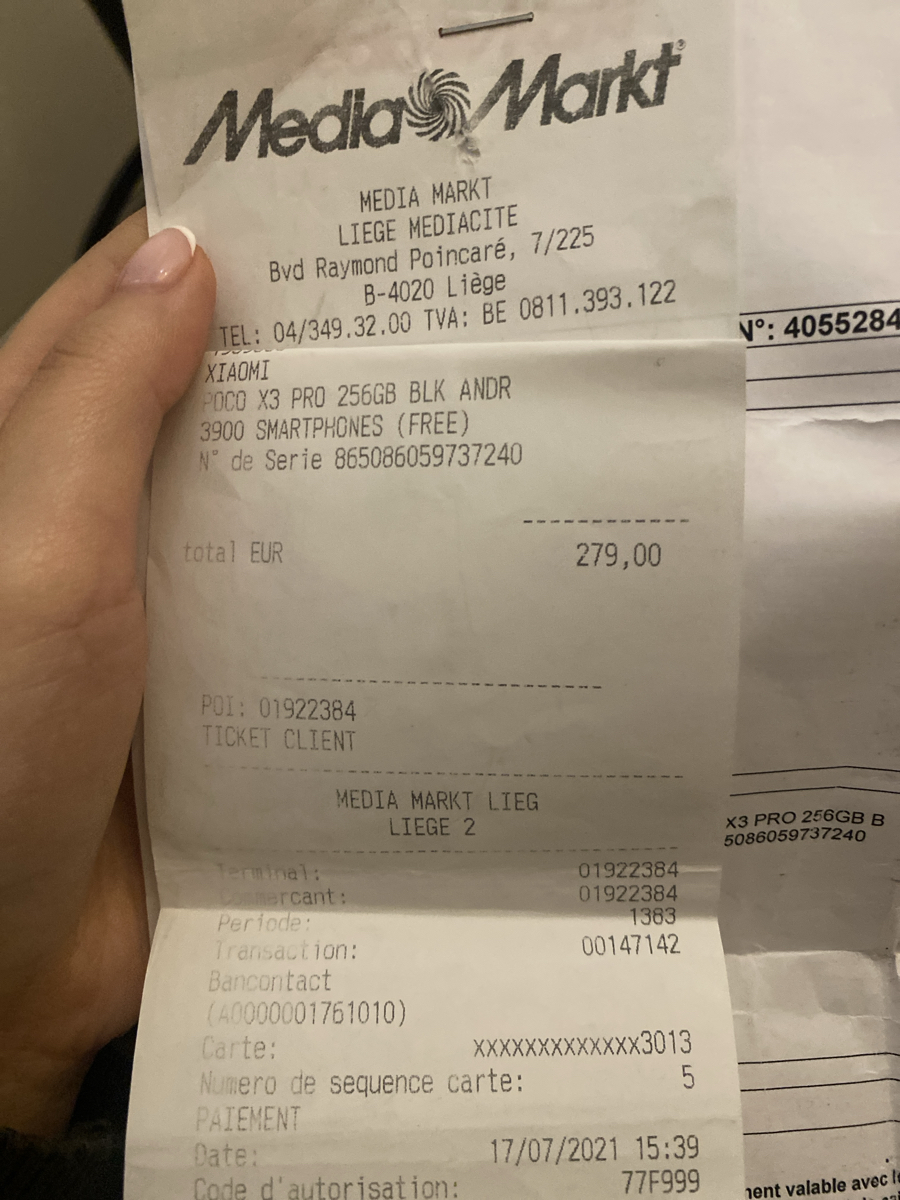 Media Markt®
MEDIA MARKT
LIEGE MEDIACITE
Bvd Raymond Poincaré, 7/225
B-4020 Liège
TEL: 04/349.32.00 TVA: BE 0811.393.122
XIAOMI
POCO X3 PRO 256GB BLK ANDR
3900 SMARTPHONES (FREE)
N° de Serie 865086059737240
total EUR 279,00
POI: 01922384
TICKET CLIENT
MEDIA MARKT LIEG
LIEGE 2
Terminal: 01922384
Commercant: 01922384
Periode: 1383
Transaction: 00147142
Bancontact
(A0000001761010)
Carte: xxxxxxxxxxxxx3013
Numero de sequence carte: 5
PAIEMENT
Date: 17/07/2021 15:39
Code d'autorisation: 77F999
N°: 4055284
X3 PRO 256GB B
5086059737240
nent valable avec l